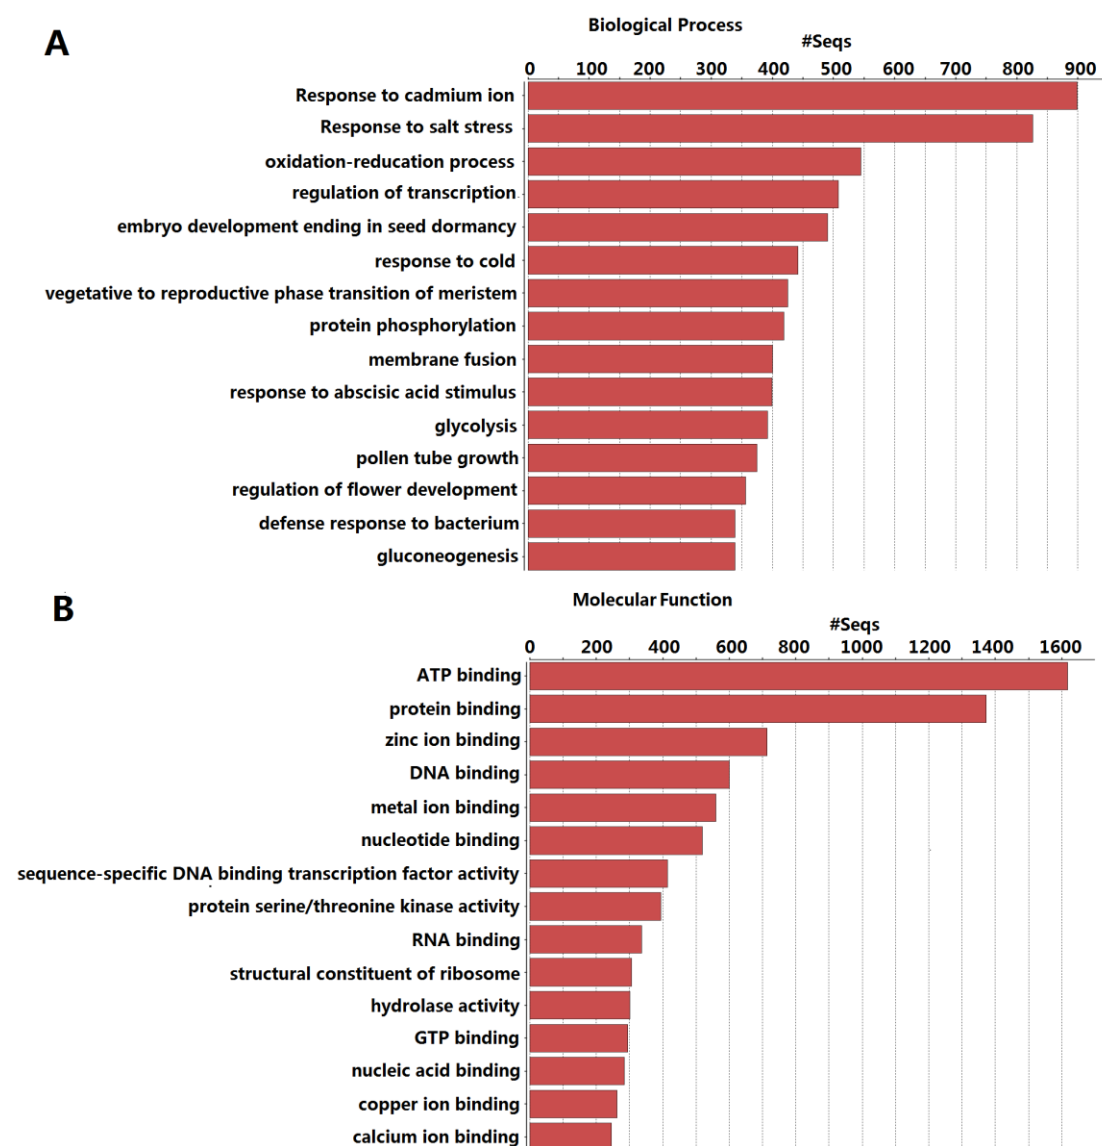 A
Biological Process
#Seqs
0 100 200 300 400 500 600 700 800 900
Response to cadmium ion
Response to salt stress
oxidation-reducation process
regulation of transcription
embryo development ending in seed dormancy
response to cold
vegetative to reproductive phase transition of meristem
protein phosphorylation
membrane fusion
response to abscisic acid stimulus
glycolysis
pollen tube growth
regulation of flower development
defense response to bacterium
gluconeogenesis
B
Molecular Function
#Seqs
0 200 400 600 800 1000 1200 1400 1600
ATP binding
protein binding
zinc ion binding
DNA binding
metal ion binding
nucleotide binding
sequence-specific DNA binding transcription factor activity
protein serine/threonine kinase activity
RNA binding
structural constituent of ribosome
hydrolase activity
GTP binding
nucleic acid binding
copper ion binding
calcium ion binding